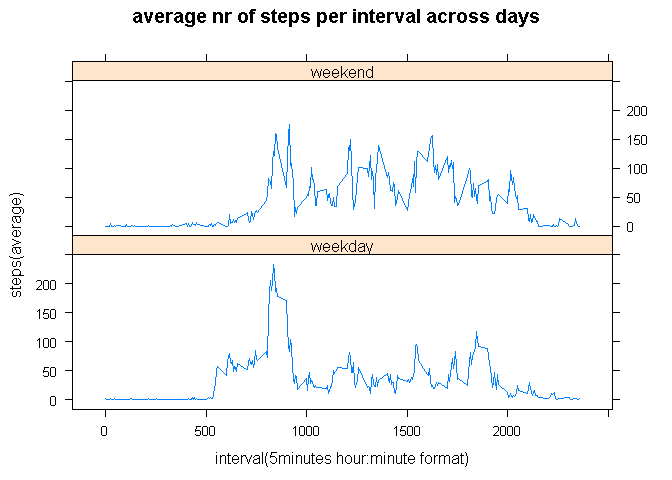 average nr of steps per interval across days
weekend
200
150
100
50
0
weekday
200
150
100
50
0
steps(average)
0 500 1000 1500 2000
interval(5minutes hour:minute format)